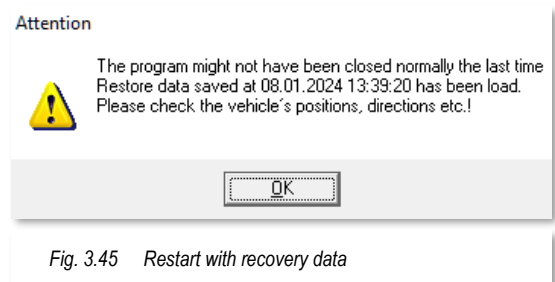 Attention
The program might not have been closed normally the last time
Restore data saved at 08.01.2024 13:39:20 has been load.
Please check the vehicle´s positions, directions etc.!
OK
Fig. 3.45 Restart with recovery data